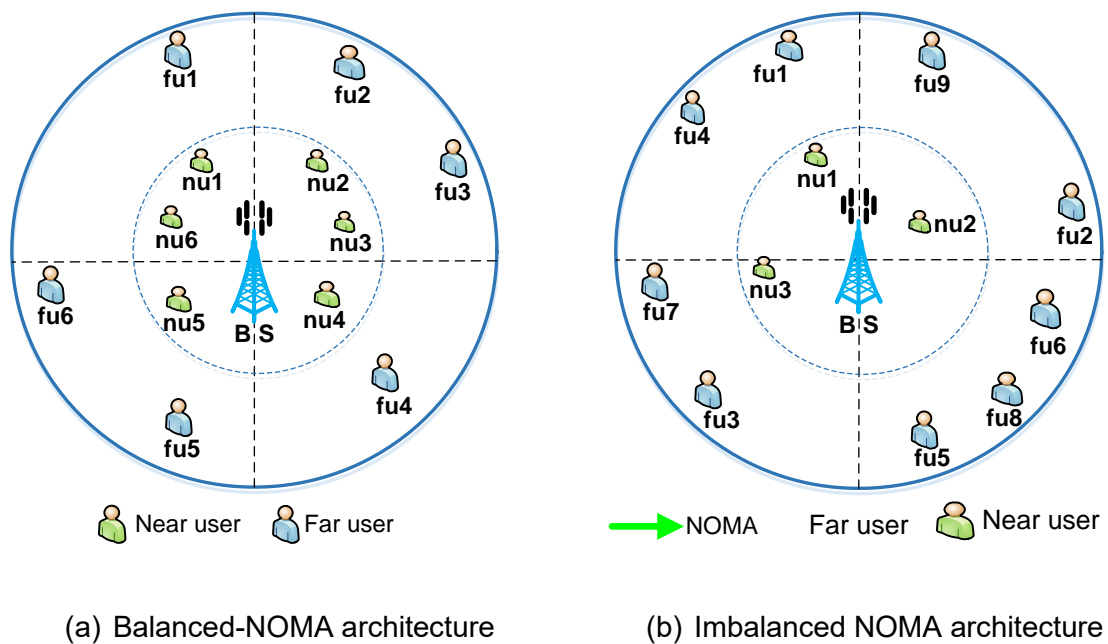 fu1
fu2
fu3
nu1
nu2
nu6
nu3
fu6
nu5
nu4
B S
fu4
fu5
Near user
Far user
(a) Balanced-NOMA architecture
fu1
fu9
fu4
nu1
nu2
fu2
nu3
fu7
B S
fu6
fu3
fu8
fu5
NOMA
Far user
Near user
(b) Imbalanced NOMA architecture